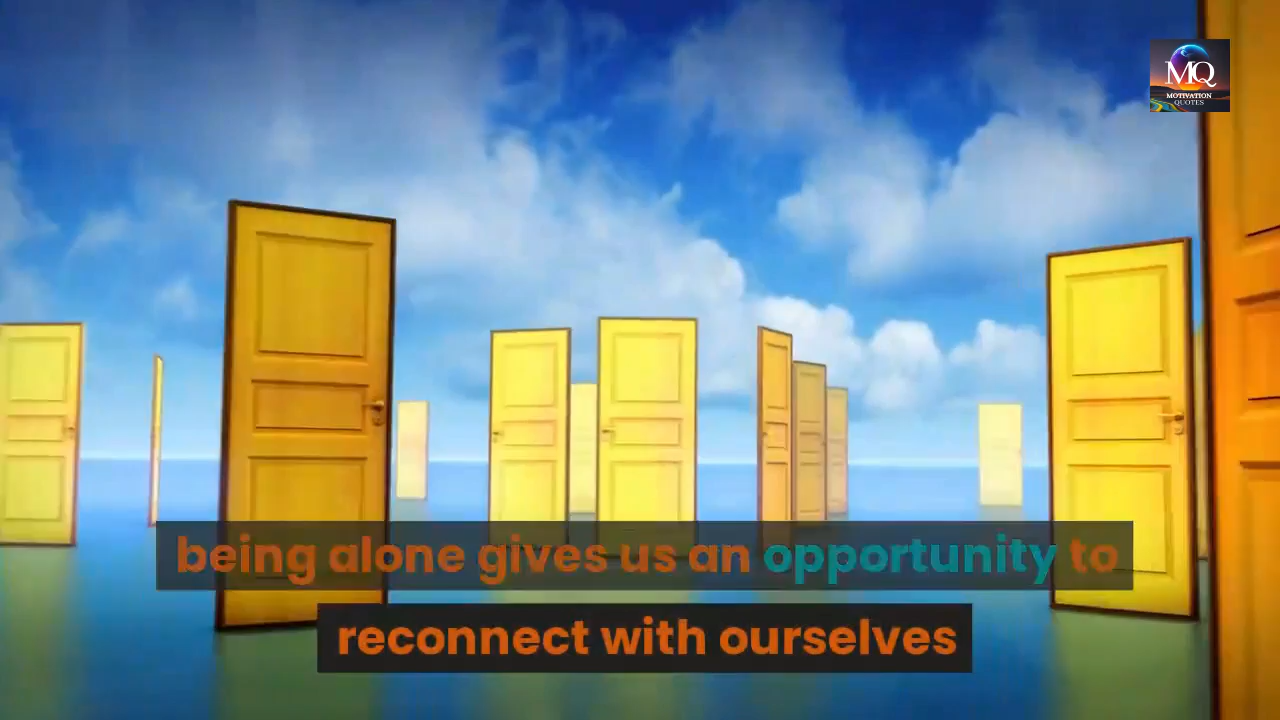 MQ
MOTIVATION
QUOTES
being alone gives us an opportunity to
reconnect with ourselves